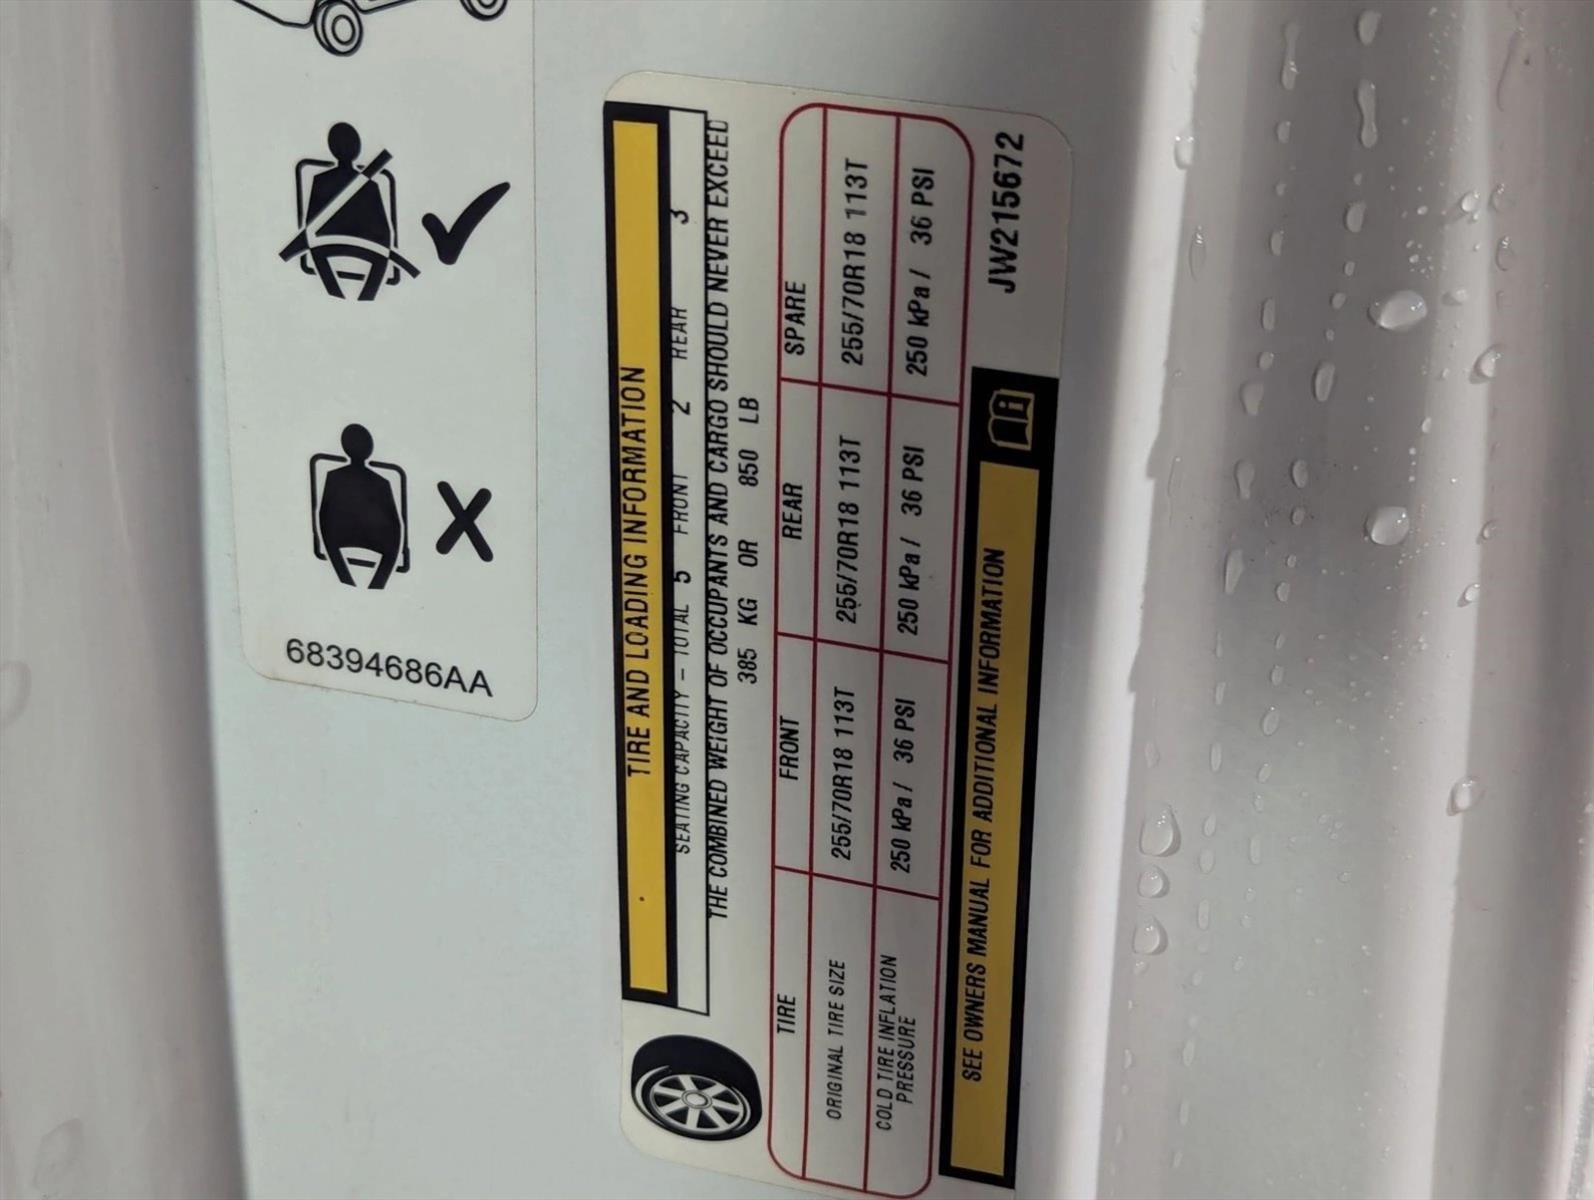 68394686AA
TIRE AND LOADING INFORMATION
SEATING CAPACITY – TOTAL 5 FRONT 2 REAR 3
THE COMBINED WEIGHT OF OCCUPANTS AND CARGO SHOULD NEVER EXCEED
385 KG OR 850 LB
TIRE FRONT REAR SPARE
ORIGINAL TIRE SIZE 255/70R18 113T 255/70R18 113T 255/70R18 113T
COLD TIRE INFLATION
PRESSURE 250 kPa / 36 PSI 250 kPa / 36 PSI 250 kPa / 36 PSI
SEE OWNERS MANUAL FOR ADDITIONAL INFORMATION
JW215672